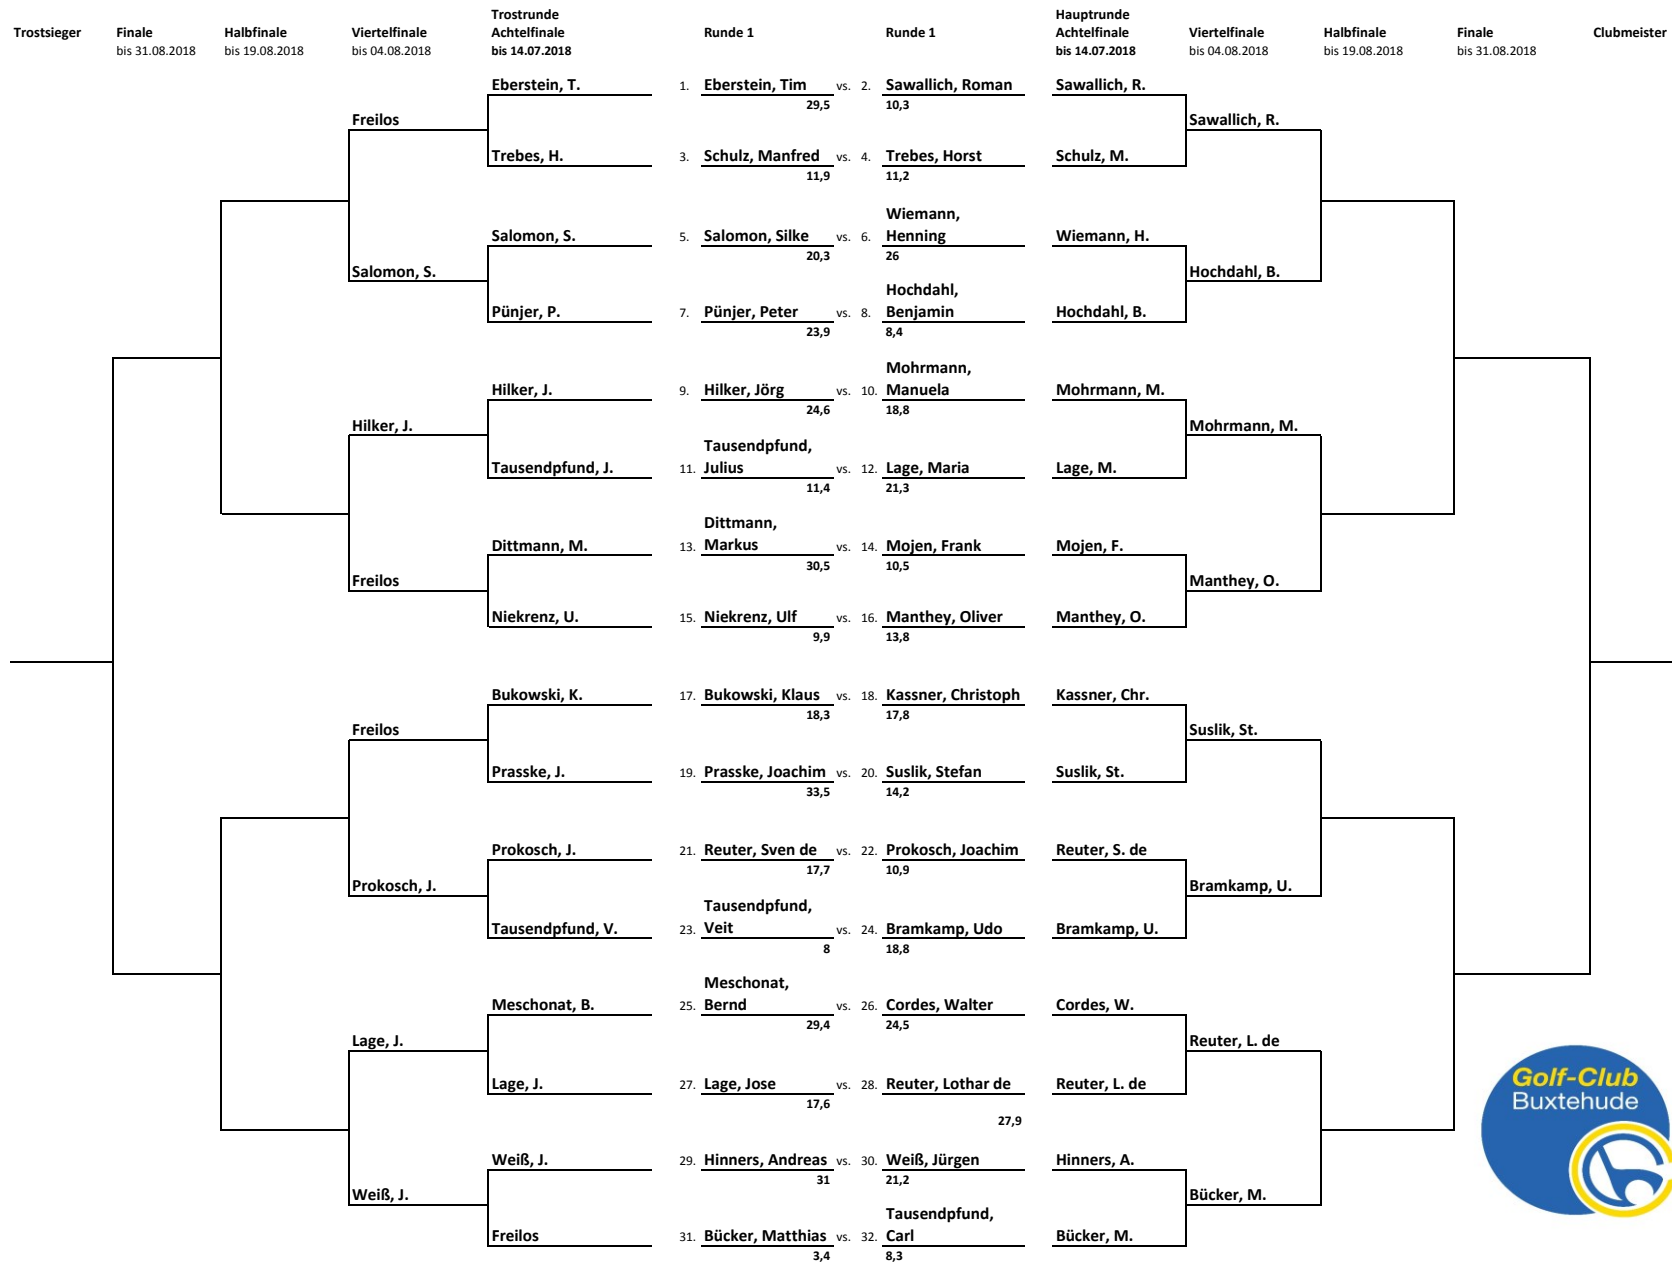 Trostsieger Finale Halbfinale Viertelfinale Trostrunde Achtelfinale Runde 1 Runde 1 Hauptrunde Achtelfinale Viertelfinale Halbfinale Finale Clubmeister
bis 31.08.2018 bis 19.08.2018 bis 04.08.2018 bis 14.07.2018 bis 14.07.2018 bis 04.08.2018 bis 19.08.2018 bis 31.08.2018
Eberstein, T. 1. Eberstein, Tim vs. 2. Sawallich, Roman Sawallich, R.
29,5 10,3
Freilos Sawallich, R.
Trebes, H. 3. Schulz, Manfred vs. 4. Trebes, Horst Schulz, M.
11,9 11,2
Salomon, S. 5. Salomon, Silke vs. 6. Wiemann, Henning Wiemann, H.
20,3 26
Salomon, S. Hochdahl, B.
Pünjer, P. 7. Pünjer, Peter vs. 8. Hochdahl, Benjamin Hochdahl, B.
23,9 8,4
Hilker, J. 9. Hilker, Jörg vs. 10. Mohrmann, Manuela Mohrmann, M.
24,6 18,8
Hilker, J. Mohrmann, M.
Tausendpfund, J. 11. Tausendpfund, Julius vs. 12. Lage, Maria Lage, M.
11,4 21,3
Dittmann, M. 13. Dittmann, Markus vs. 14. Mojen, Frank Mojen, F.
30,5 10,5
Freilos Manthey, O.
Niekrenz, U. 15. Niekrenz, Ulf vs. 16. Manthey, Oliver Manthey, O.
9,9 13,8
Bukowski, K. 17. Bukowski, Klaus vs. 18. Kassner, Christoph Kassner, Chr.
18,3 17,8
Freilos Suslik, St.
Prasske, J. 19. Prasske, Joachim vs. 20. Suslik, Stefan Suslik, St.
33,5 14,2
Prokosch, J. 21. Reuter, Sven de vs. 22. Prokosch, Joachim Reuter, S. de
17,7 10,9
Prokosch, J. Bramkamp, U.
Tausendpfund, V. 23. Tausendpfund, Veit vs. 24. Bramkamp, Udo Bramkamp, U.
8 18,8
Meschonat, B. 25. Meschonat, Bernd vs. 26. Cordes, Walter Cordes, W.
29,4 24,5
Lage, J. Reuter, L. de
Lage, J. 27. Lage, Jose vs. 28. Reuter, Lothar de Reuter, L. de
17,6 27,9
Weiß, J. 29. Hinners, Andreas vs. 30. Weiß, Jürgen Hinners, A.
31 21,2
Weiß, J. Bücker, M.
Freilos 31. Bücker, Matthias vs. 32. Tausendpfund, Carl Bücker, M.
3,4 8,3
Golf-Club
Buxtehude